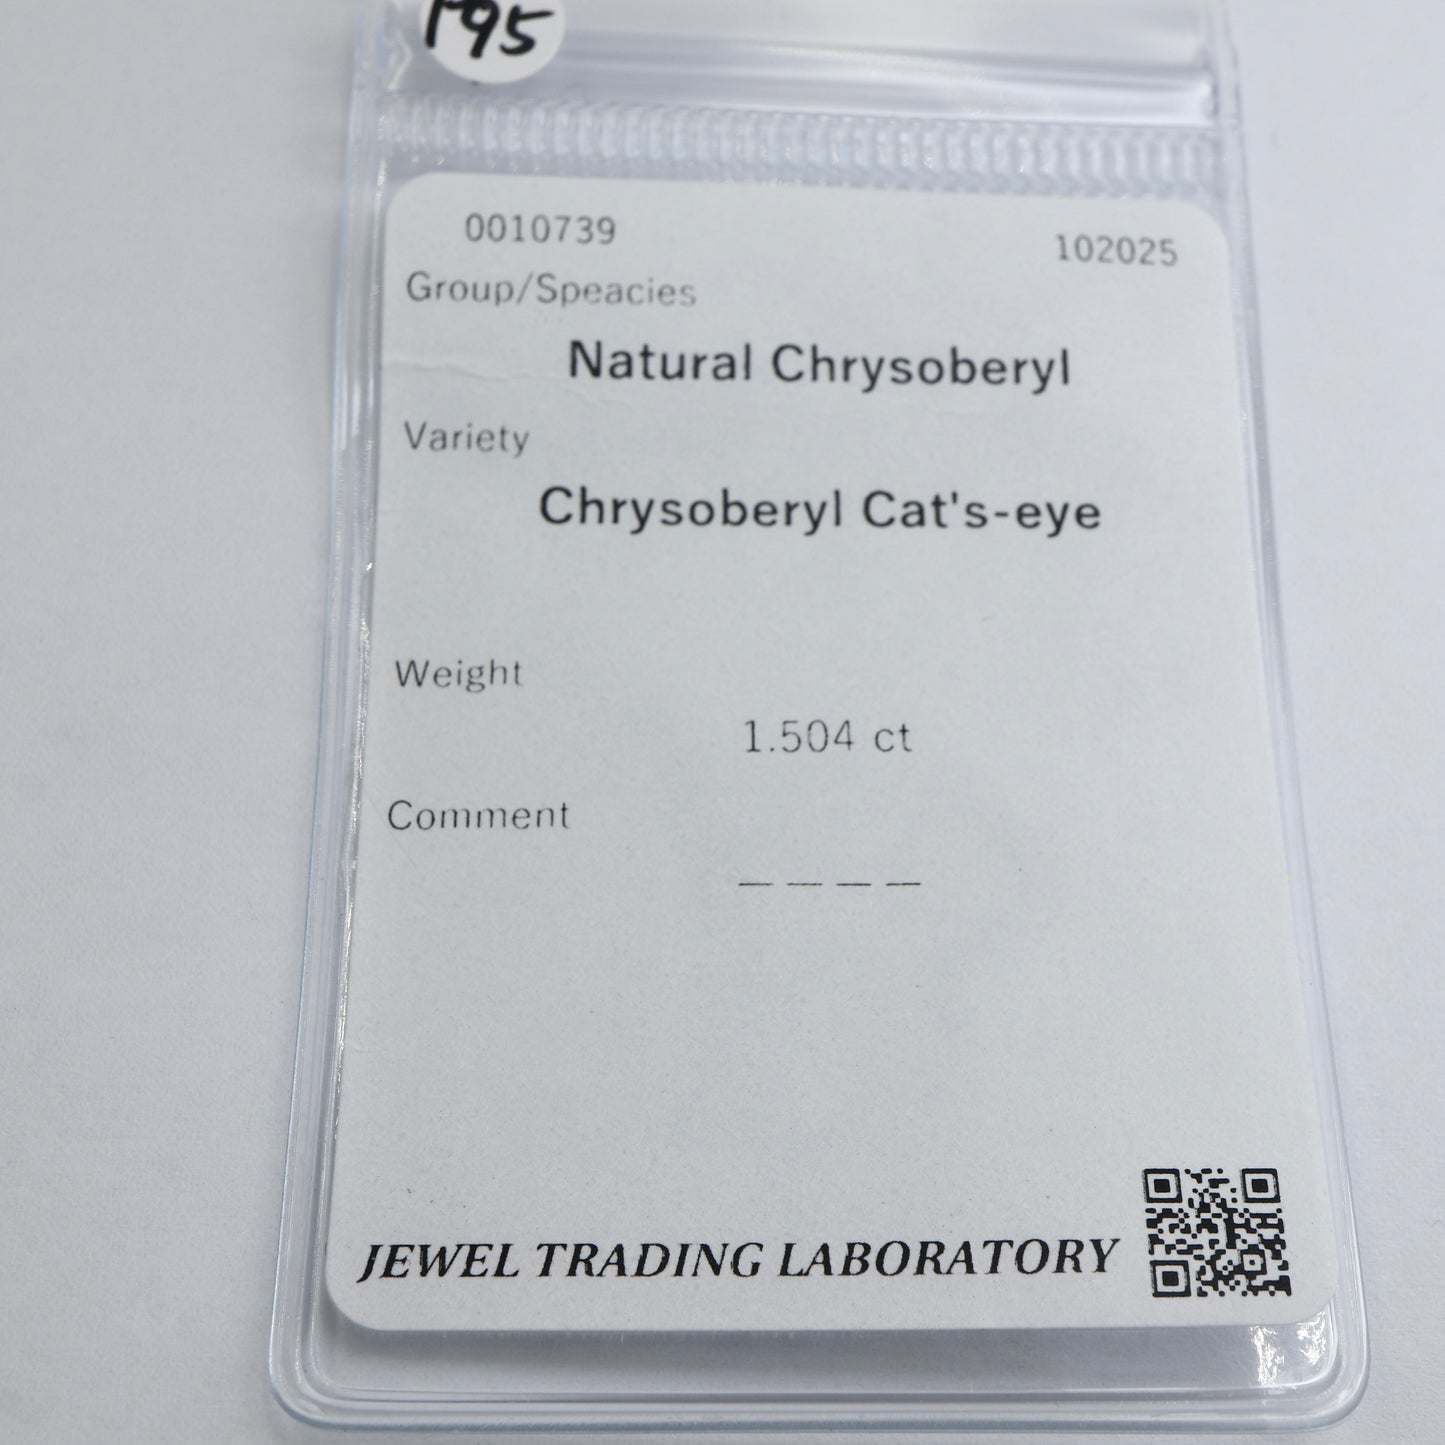 195
0010739 102025
Group/Speacies
Natural Chrysoberyl
Variety
Chrysoberyl Cat's-eye
Weight
1.504 ct
Comment
— — — —
JEWEL TRADING LABORATORY